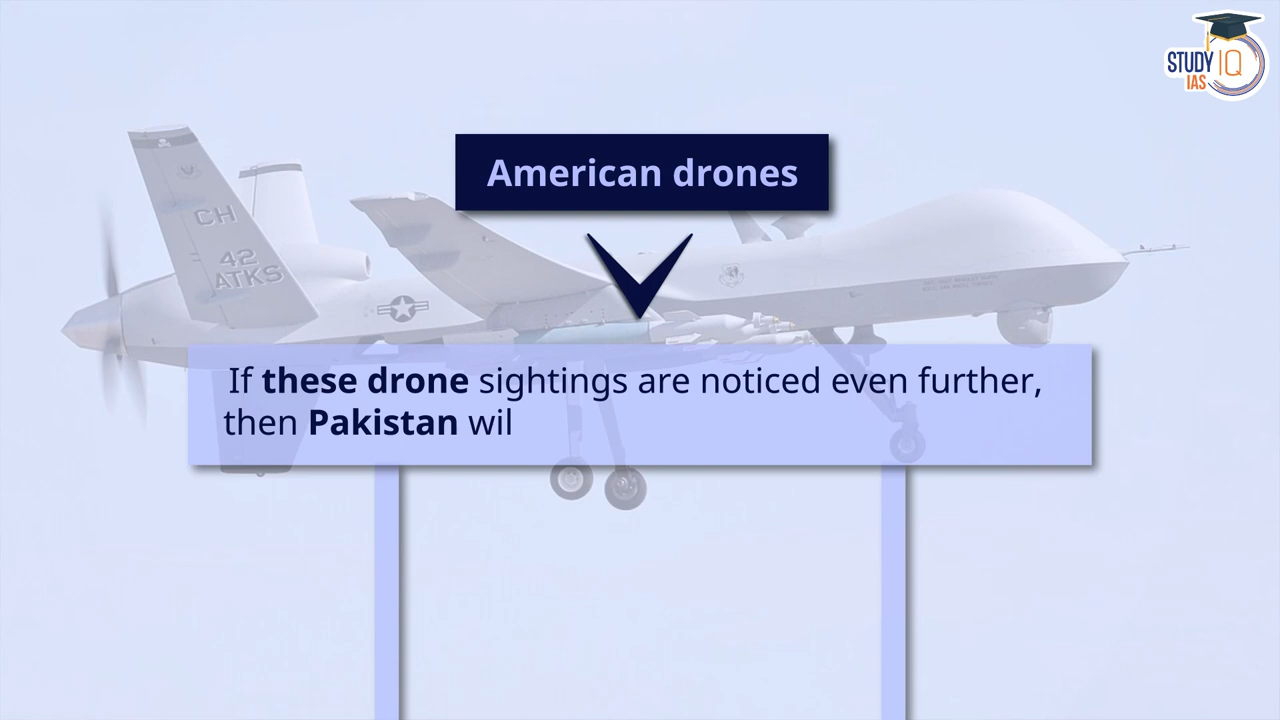 STUDY IQ
IAS
American drones
CH
42
ATKS
If these drone sightings are noticed even further,
then Pakistan wil